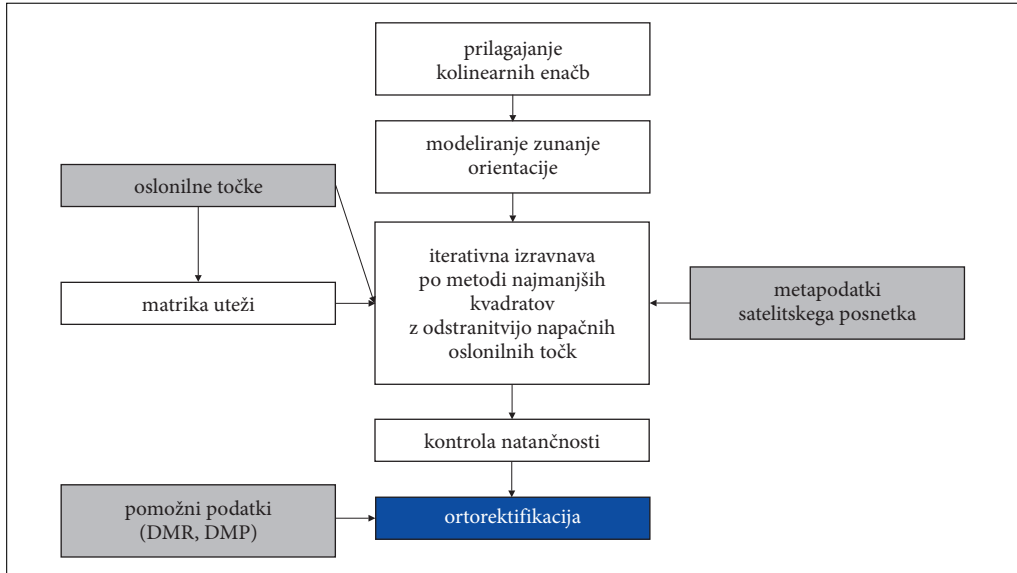 prilagajanje
kolinearnih enačb
modeliranje zunanje
orientacije
oslonilne točke
matrika uteži
iterativna izravnava
po metodi najmanjših
kvadratov
z odstranitvijo napačnih
oslonilnih točk
metapodatki
satelitskega posnetka
kontrola natančnosti
pomožni podatki
(DMR, DMP)
ortorektifikacija